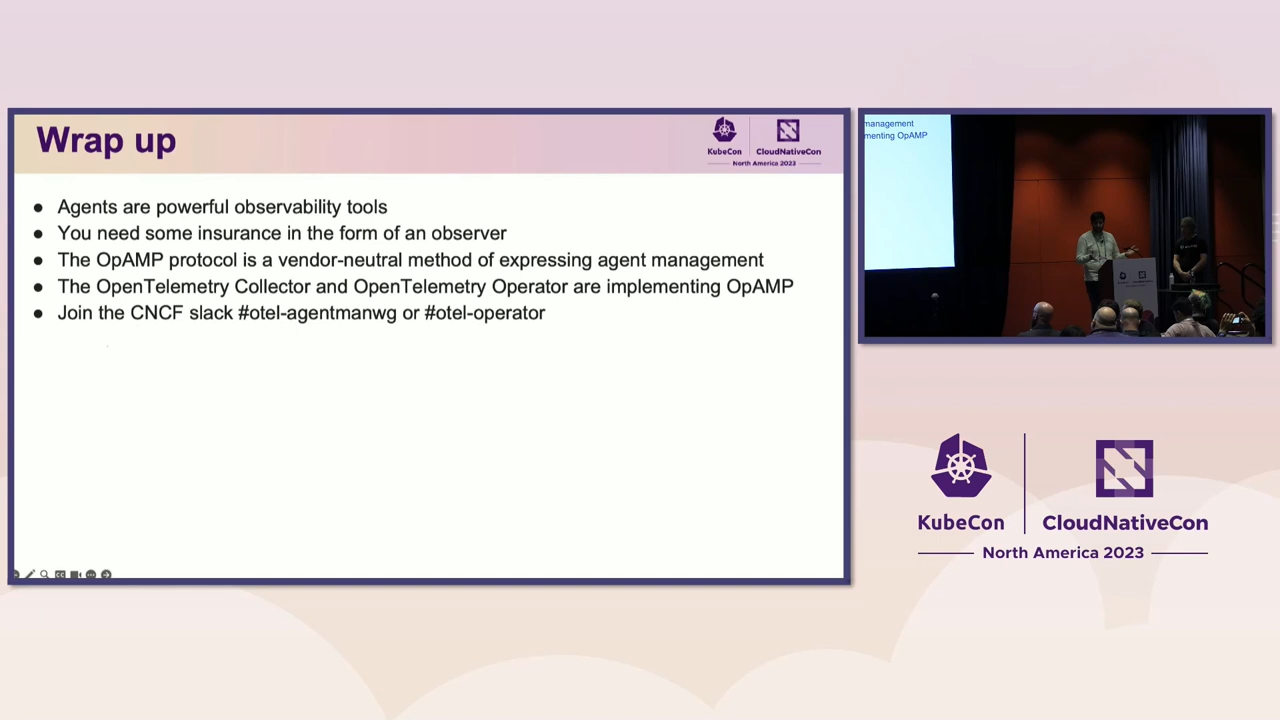 Wrap up
KubeCon
CloudNativeCon
North America 2023
● Agents are powerful observability tools
● You need some insurance in the form of an observer
● The OpAMP protocol is a vendor-neutral method of expressing agent management
● The OpenTelemetry Collector and OpenTelemetry Operator are implementing OpAMP
● Join the CNCF slack #otel-agentmanwg or #otel-operator
management
menting OpAMP
KubeCon
CloudNativeCon
North America 2023